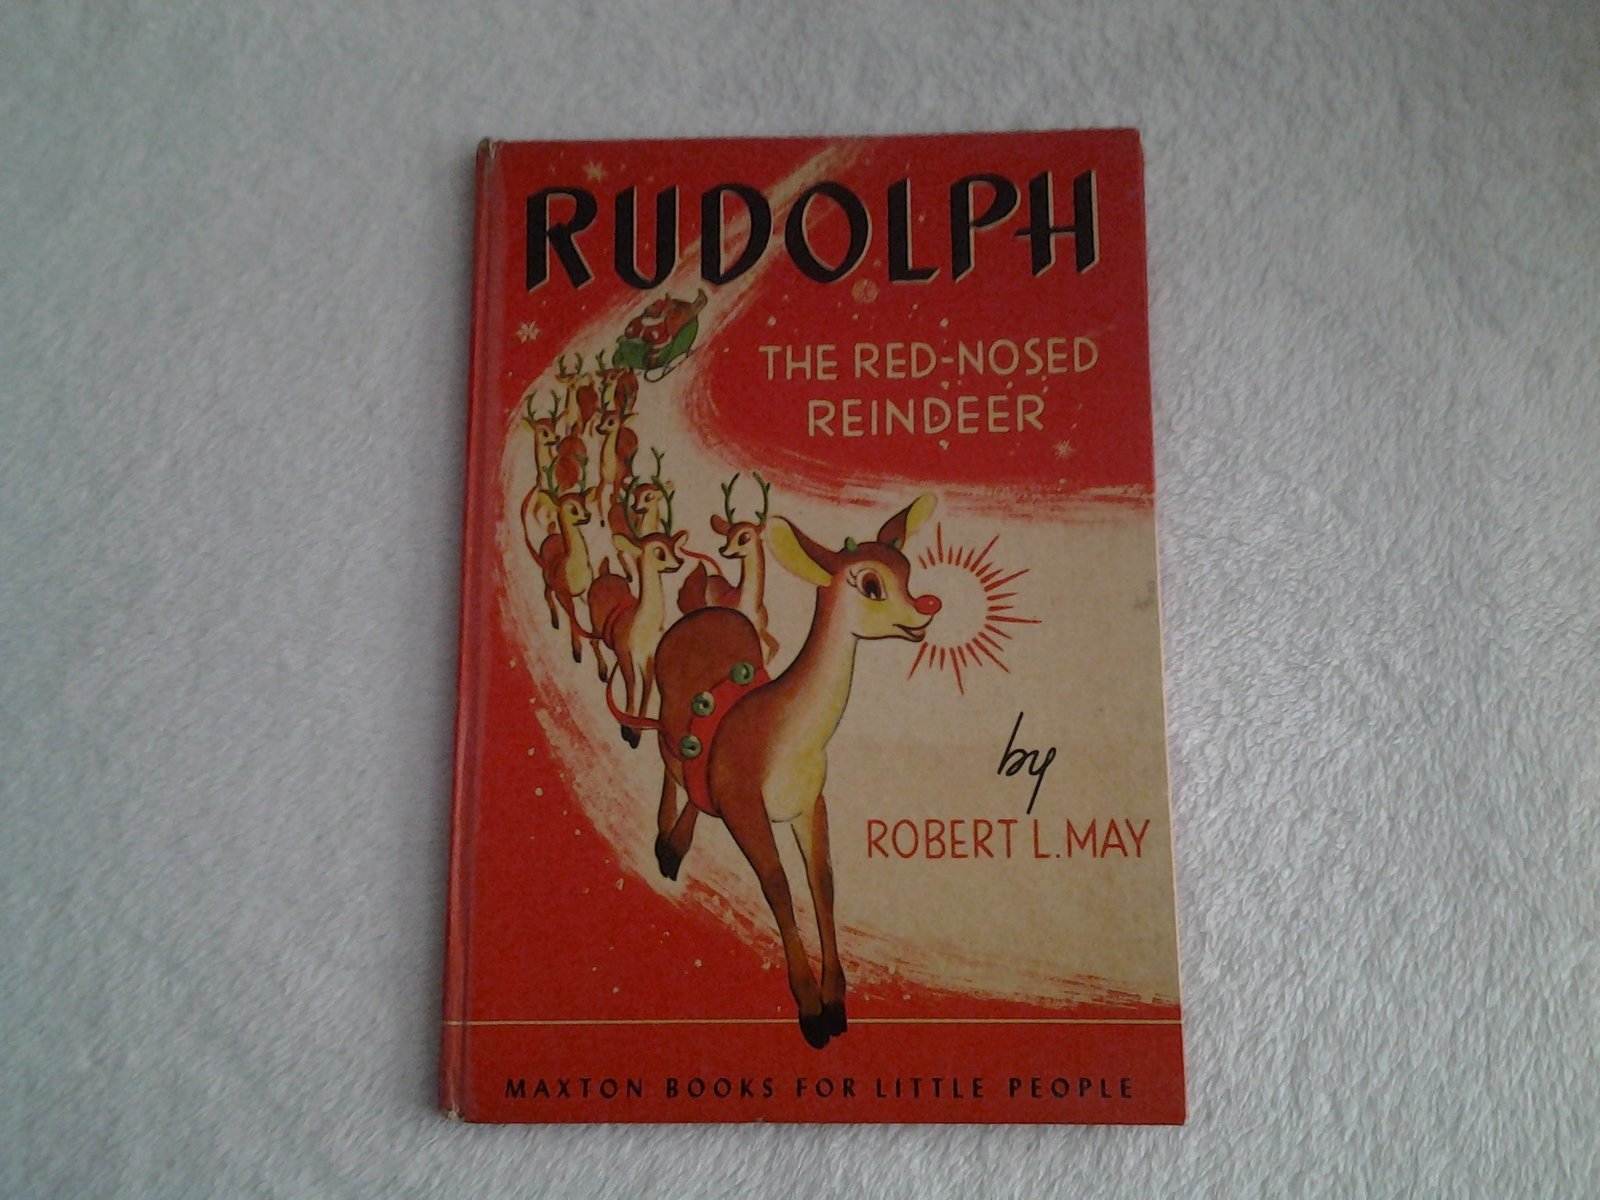 RUDOLPH
THE RED-NOSED
REINDEER
by
ROBERT L. MAY
MAXTON BOOKS FOR LITTLE PEOPLE